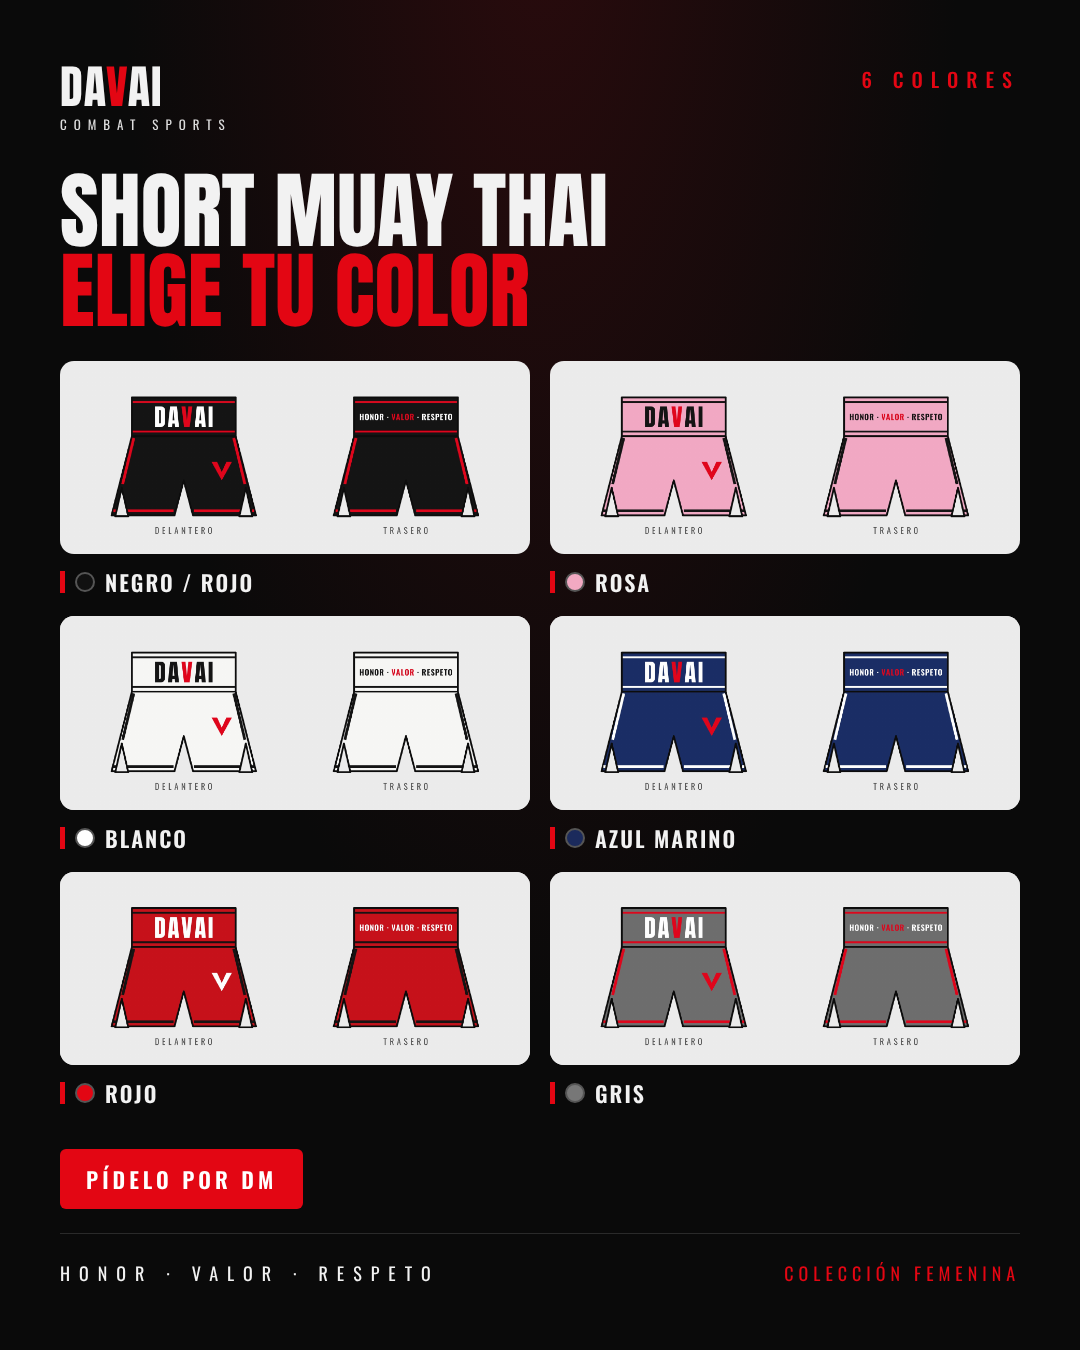 DAVAI
COMBAT SPORTS
6 COLORES
SHORT MUAY THAI
ELIGE TU COLOR
DAVAI
HONOR · VALOR · RESPETO
DELANTERO
TRASERO
NEGRO / ROJO
DAVAI
HONOR · VALOR · RESPETO
DELANTERO
TRASERO
ROSA
DAVAI
HONOR · VALOR · RESPETO
DELANTERO
TRASERO
BLANCO
DAVAI
HONOR · VALOR · RESPETO
DELANTERO
TRASERO
AZUL MARINO
DAVAI
HONOR · VALOR · RESPETO
DELANTERO
TRASERO
ROJO
DAVAI
HONOR · VALOR · RESPETO
DELANTERO
TRASERO
GRIS
PÍDELO POR DM
HONOR · VALOR · RESPETO
COLECCIÓN FEMENINA